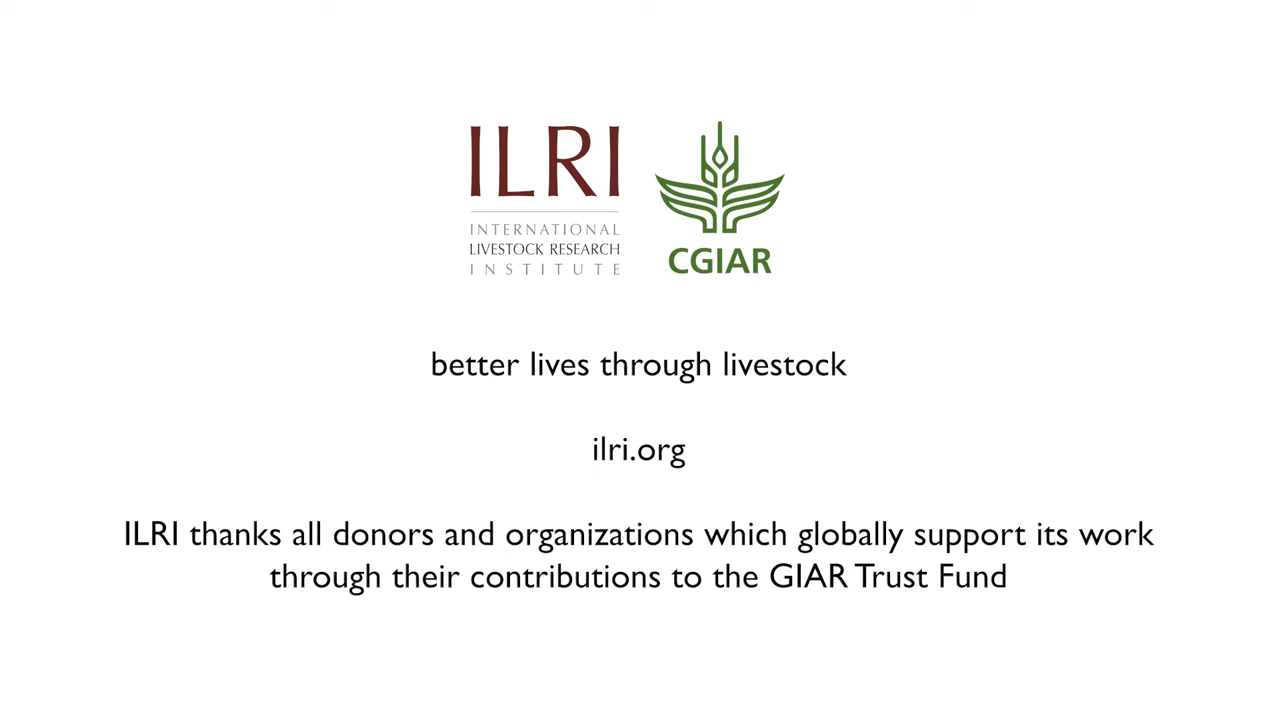 ILRI
INTERNATIONAL
LIVESTOCK RESEARCH
INSTITUTE
CGIAR
better lives through livestock
ilri.org
ILRI thanks all donors and organizations which globally support its work
through their contributions to the GIAR Trust Fund